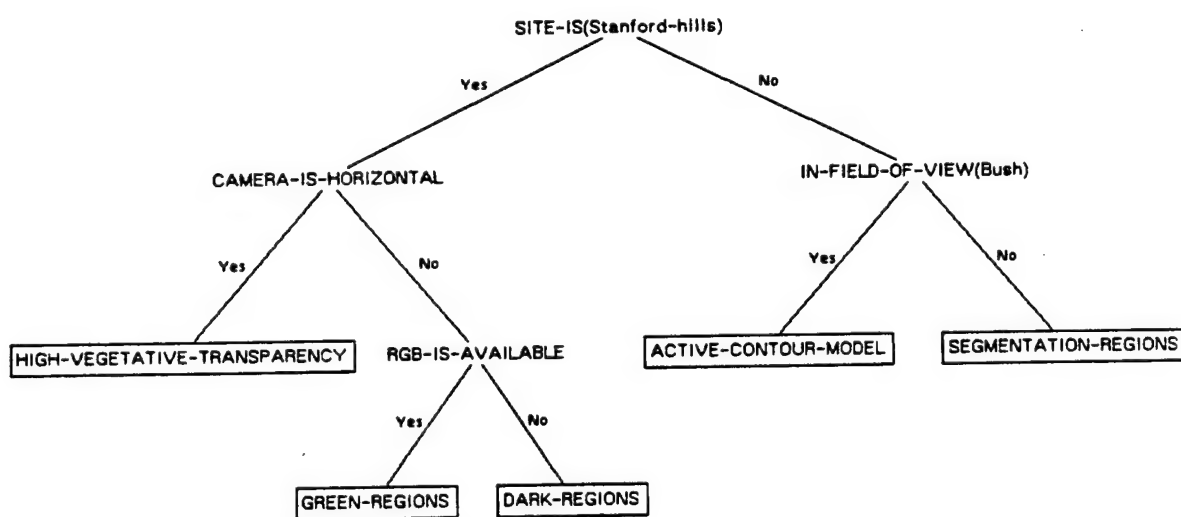 SITE-IS(Stanford-hills)
Yes
No
CAMERA-IS-HORIZONTAL
IN-FIELD-OF-VIEW(Bush)
Yes
No
Yes
No
HIGH-VEGETATIVE-TRANSPARENCY
RGB-IS-AVAILABLE
ACTIVE-CONTOUR-MODEL
SEGMENTATION-REGIONS
Yes
No
GREEN-REGIONS
DARK-REGIONS